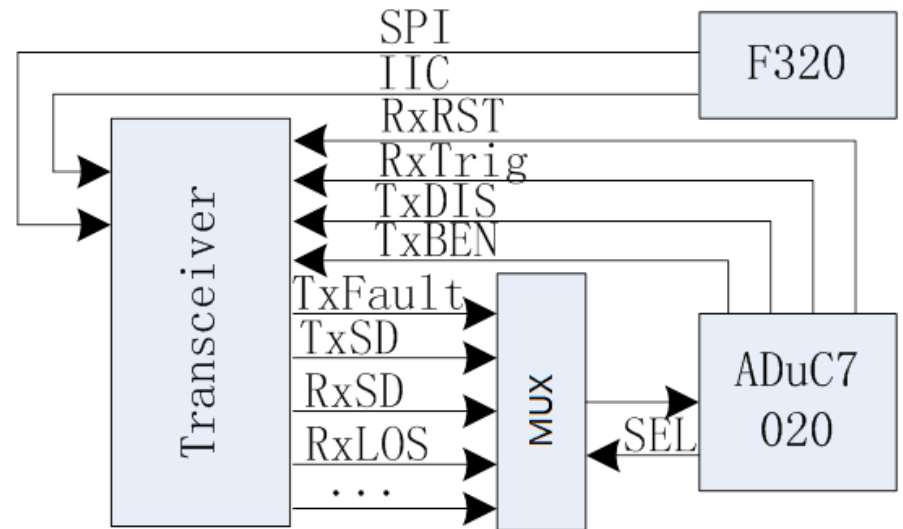 SPI
F320
IIC
RxRST
RxTrig
TxDIS
TxBEN
Transceiver
TxFault
TxSD
RxSD
RxLOS
...
MUX
SEL
ADuC7
020